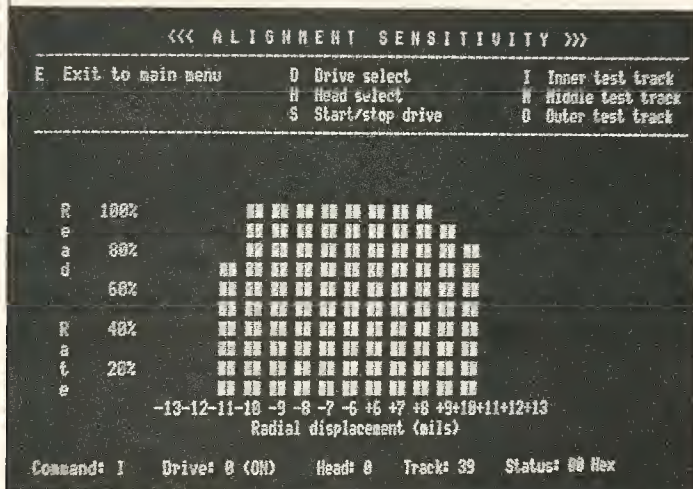 <<< ALIGNMENT SENSITIVITY >>>
E Exit to main menu D Drive select I Inner test track
H Head select M Middle test track
S Start/stop drive O Outer test track
Read Rate
100%
80%
60%
40%
20%
-13-12-11-10 -9 -8 -7 -6 +6 +7 +8 +9+10+11+12+13
Radial displacement (mils)
Command: I Drive: 0 (ON) Head: 0 Track: 39 Status: 00 Hex